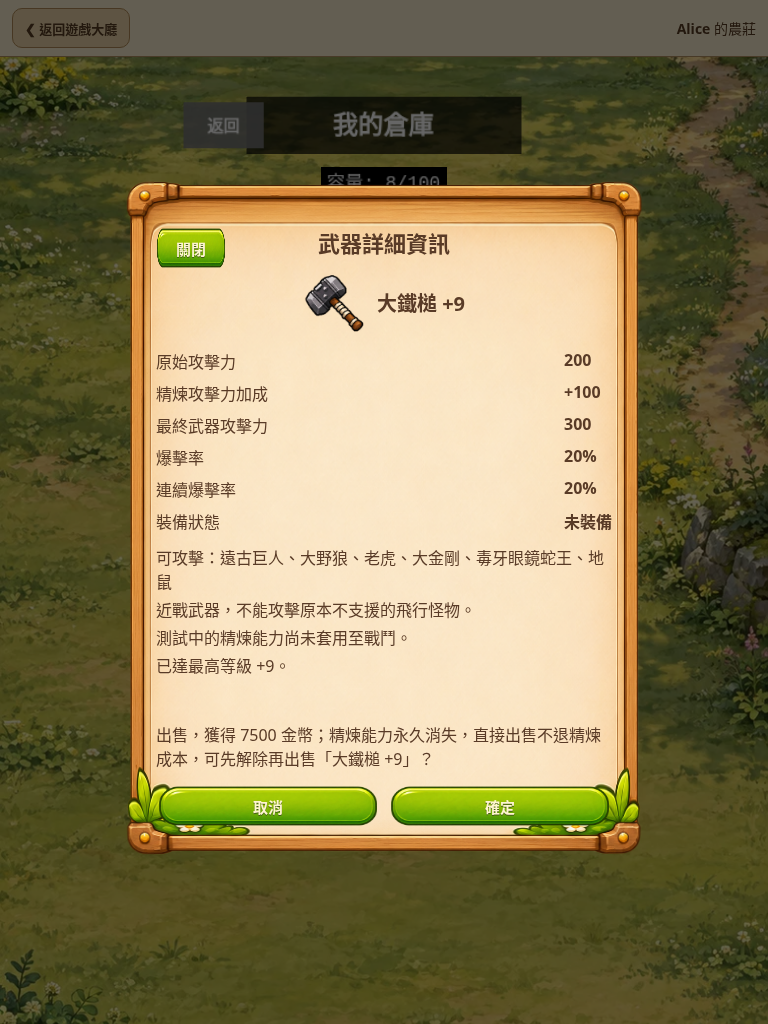 ❮ 返回遊戲大廳
Alice 的農莊
返回
我的倉庫
容量: 8/100
關閉
武器詳細資訊
大鐵槌 +9
原始攻擊力 200
精煉攻擊力加成 +100
最終武器攻擊力 300
爆擊率 20%
連續爆擊率 20%
裝備狀態 未裝備
可攻擊：遠古巨人、大野狼、老虎、大金剛、毒牙眼鏡蛇王、地
鼠
近戰武器，不能攻擊原本不支援的飛行怪物。
測試中的精煉能力尚未套用至戰鬥。
已達最高等級 +9。
出售，獲得 7500 金幣；精煉能力永久消失，直接出售不退精煉
成本，可先解除再出售「大鐵槌 +9」？
取消
確定